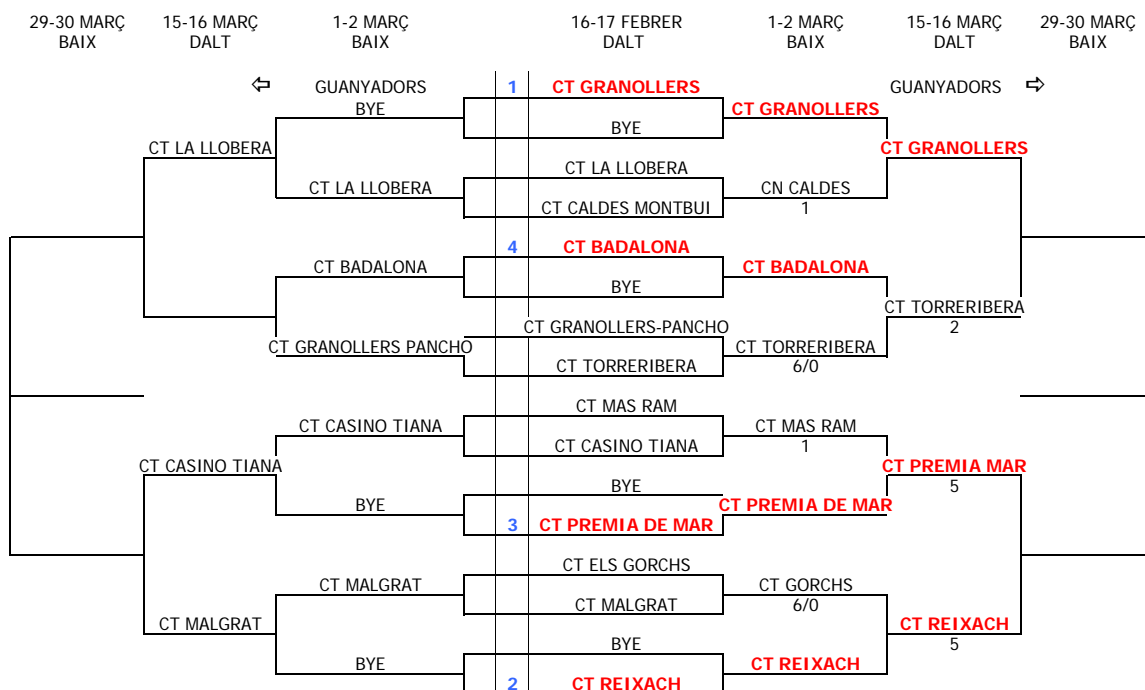 29-30 MARÇ 15-16 MARÇ 1-2 MARÇ 16-17 FEBRER 1-2 MARÇ 15-16 MARÇ 29-30 MARÇ
BAIX DALT BAIX DALT BAIX DALT BAIX
⇦ GUANYADORS 1 CT GRANOLLERS GUANYADORS ⇨
BYE CT GRANOLLERS
BYE
CT LA LLOBERA CT GRANOLLERS
CT LA LLOBERA
CT LA LLOBERA CN CALDES
CT CALDES MONTBUI 1
4 CT BADALONA
CT BADALONA CT BADALONA
BYE
CT TORRERIBERA
CT GRANOLLERS-PANCHO 2
CT GRANOLLERS PANCHO CT TORRERIBERA
CT TORRERIBERA 6/0
CT MAS RAM
CT CASINO TIANA CT MAS RAM
CT CASINO TIANA 1
CT CASINO TIANA CT PREMIA MAR
BYE 5
BYE CT PREMIA DE MAR
3 CT PREMIA DE MAR
CT ELS GORCHS
CT MALGRAT CT GORCHS
CT MALGRAT 6/0
CT MALGRAT CT REIXACH
BYE 5
BYE CT REIXACH
2 CT REIXACH